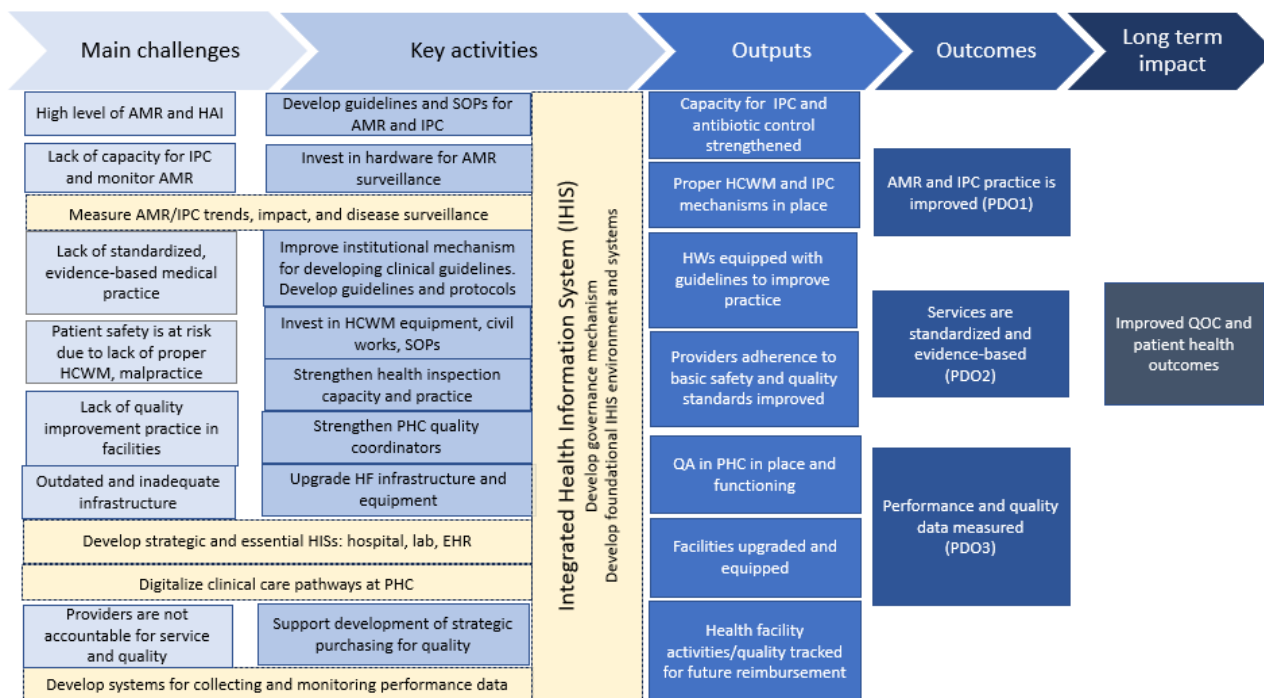 Main challenges
Key activities
Outputs
Outcomes
Long term
impact
High level of AMR and HAI
Develop guidelines and SOPs for
AMR and IPC
Lack of capacity for IPC
and monitor AMR
Invest in hardware for AMR
surveillance
Measure AMR/IPC trends, impact, and disease surveillance
Lack of standardized,
evidence-based medical
practice
Improve institutional mechanism
for developing clinical guidelines.
Develop guidelines and protocols
Patient safety is at risk
due to lack of proper
HCWM, malpractice
Invest in HCWM equipment, civil
works, SOPs
Strengthen health inspection
capacity and practice
Lack of quality
improvement practice in
facilities
Strengthen PHC quality
coordinators
Outdated and inadequate
infrastructure
Upgrade HF infrastructure and
equipment
Develop strategic and essential HISs: hospital, lab, EHR
Digitalize clinical care pathways at PHC
Providers are not
accountable for service
and quality
Support development of strategic
purchasing for quality
Develop systems for collecting and monitoring performance data
Integrated Health Information System (IHIS)
Develop governance mechanism
Develop foundational IHIS environment and systems
Capacity for IPC and
antibiotic control
strengthened
Proper HCWM and IPC
mechanisms in place
HWs equipped with
guidelines to improve
practice
Providers adherence to
basic safety and quality
standards improved
QA in PHC in place and
functioning
Facilities upgraded and
equipped
Health facility
activities/quality tracked
for future reimbursement
AMR and IPC practice is
improved (PDO1)
Services are
standardized and
evidence-based
(PDO2)
Performance and quality
data measured
(PDO3)
Improved QOC and
patient health
outcomes